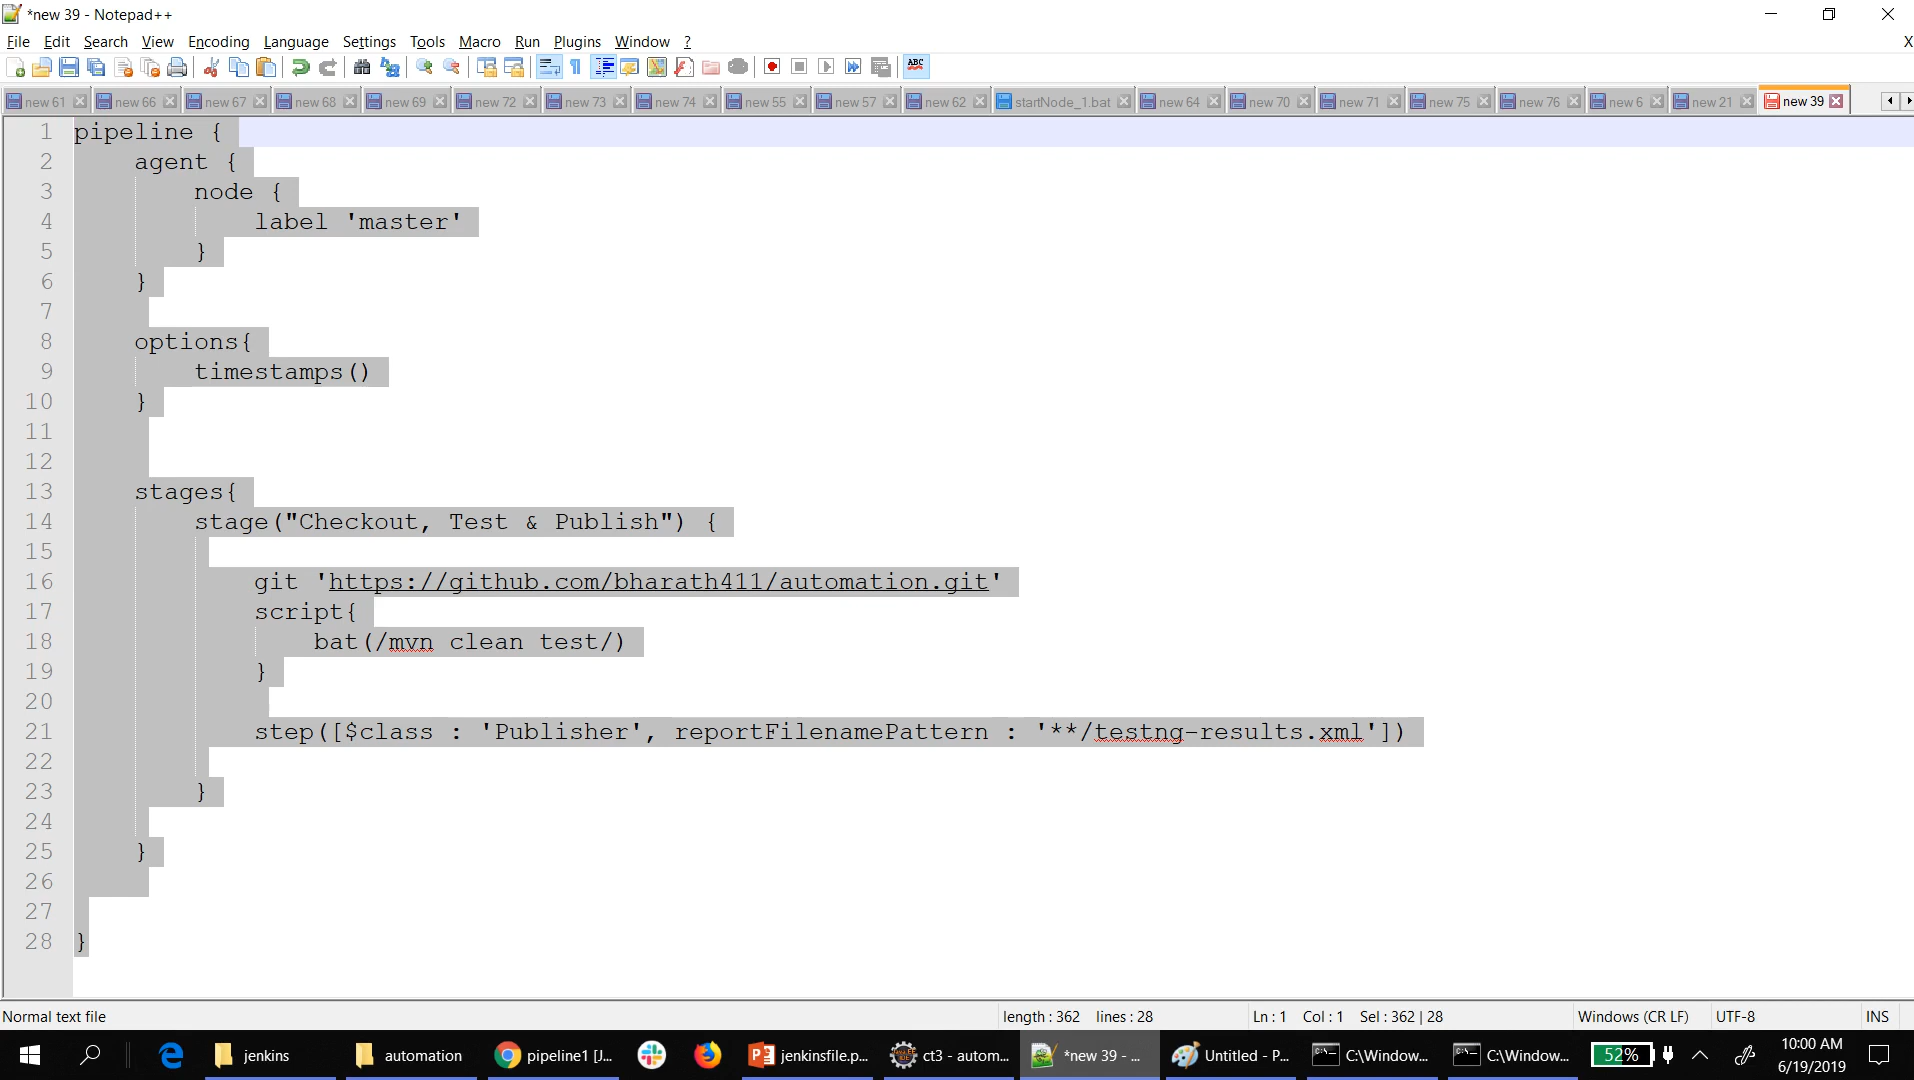 *new 39 - Notepad++
File Edit Search View Encoding Language Settings Tools Macro Run Plugins Window ? X
ABC
new 61 new 66 new 67 new 68 new 69 new 72 new 73 new 74 new 55 new 57 new 62 startNode_1.bat new 64 new 70 new 71 new 75 new 76 new 6 new 21 new 39
1 pipeline {
2 agent {
3 node {
4 label 'master'
5 }
6 }
7
8 options{
9 timestamps()
10 }
11
12
13 stages{
14 stage("Checkout, Test & Publish") {
15
16 git 'https://github.com/bharath411/automation.git'
17 script{
18 bat(/mvn clean test/)
19 }
20
21 step([$class : 'Publisher', reportFilenamePattern : '**/testng-results.xml'])
22
23 }
24
25 }
26
27
28 }
Normal text file length : 362 lines : 28 Ln : 1 Col : 1 Sel : 362 | 28 Windows (CR LF) UTF-8 INS
jenkins automation pipeline1 [J... jenkinsfile.p... ct3 - autom... *new 39 - ... Untitled - P... C:\Window... C:\Window... 52% 10:00 AM
6/19/2019